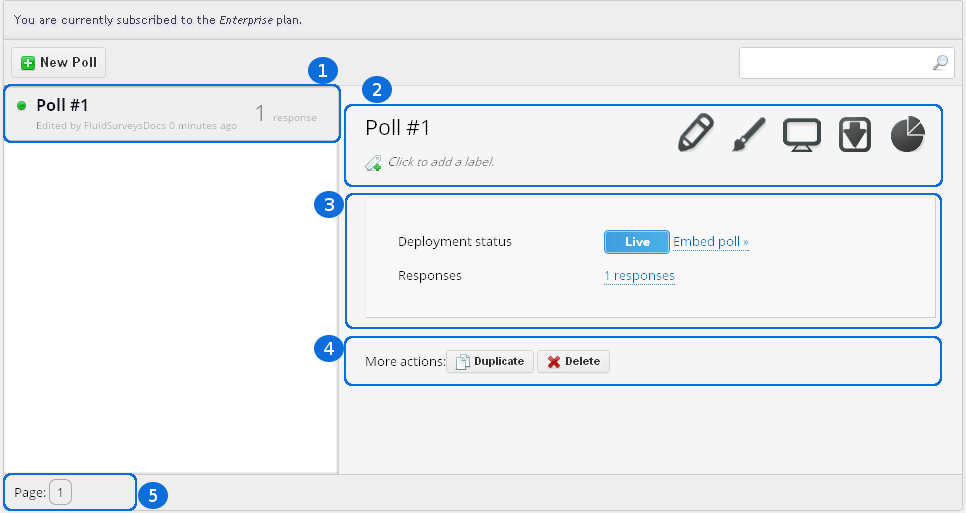 You are currently subscribed to the Enterprise plan.
New Poll
1
2
Poll #1
1 response
Edited by FluidSurveysDocs 0 minutes ago
Poll #1
Click to add a label.
3
Deployment status Live Embed poll »
Responses 1 responses
4
More actions: Duplicate Delete
Page: 1
5